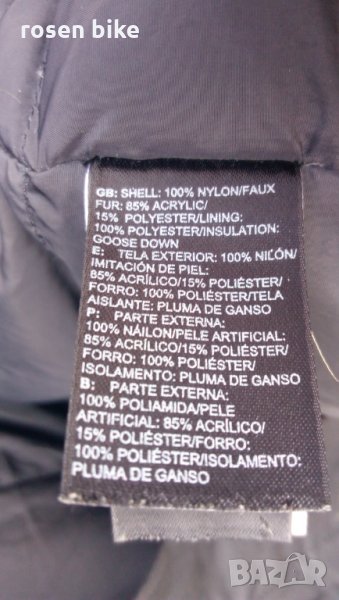 rosen bike
GB: SHELL: 100% NYLON/FAUX
FUR: 85% ACRYLIC/
15% POLYESTER/LINING:
100% POLYESTER/INSULATION:
GOOSE DOWN
E: TELA EXTERIOR: 100% NILÓN/
IMITACIÓN DE PIEL:
85% ACRÍLICO/15% POLIÉSTER/
FORRO: 100% POLIÉSTER/TELA
AISLANTE: PLUMA DE GANSO
P: PARTE EXTERNA:
100% NÁILON/PELE ARTIFICIAL:
85% ACRÍLICO/15% POLIÉSTER/
FORRO: 100% POLIÉSTER/
ISOLAMENTO: PLUMA DE GANSO
B: PARTE EXTERNA:
100% POLIAMIDA/PELE
ARTIFICIAL: 85% ACRÍLICO/
15% POLIÉSTER/FORRO:
100% POLIÉSTER/ISOLAMENTO:
PLUMA DE GANSO
BAZAR